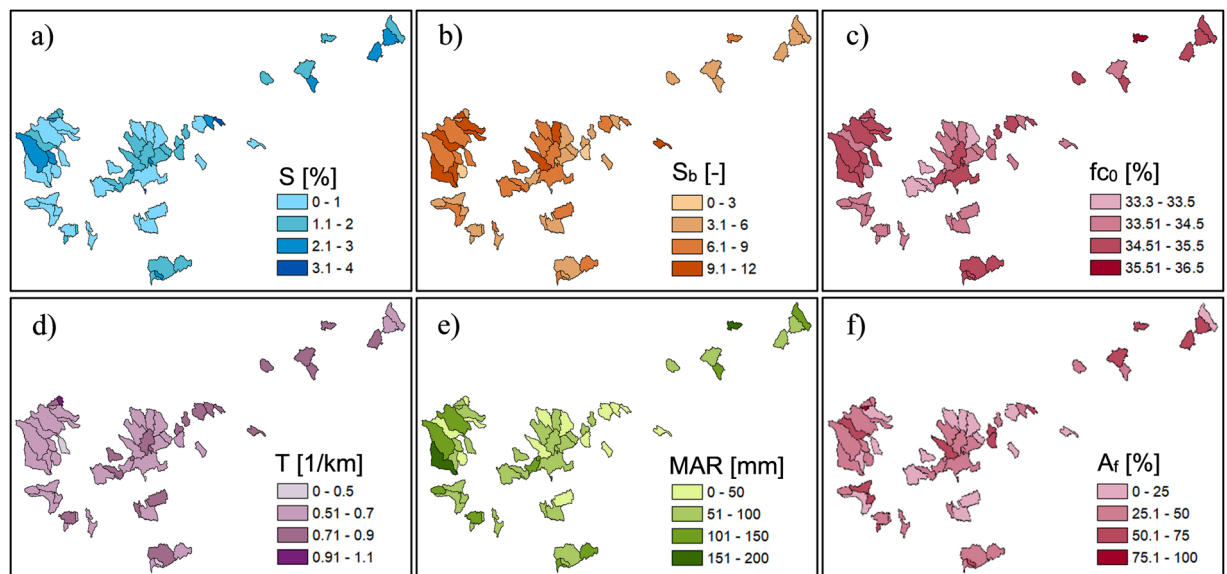 a)
S [%]
0 - 1
1.1 - 2
2.1 - 3
3.1 - 4
b)
Sb [-]
0 - 3
3.1 - 6
6.1 - 9
9.1 - 12
c)
fc0 [%]
33.3 - 33.5
33.51 - 34.5
34.51 - 35.5
35.51 - 36.5
d)
T [1/km]
0 - 0.5
0.51 - 0.7
0.71 - 0.9
0.91 - 1.1
e)
MAR [mm]
0 - 50
51 - 100
101 - 150
151 - 200
f)
Af [%]
0 - 25
25.1 - 50
50.1 - 75
75.1 - 100